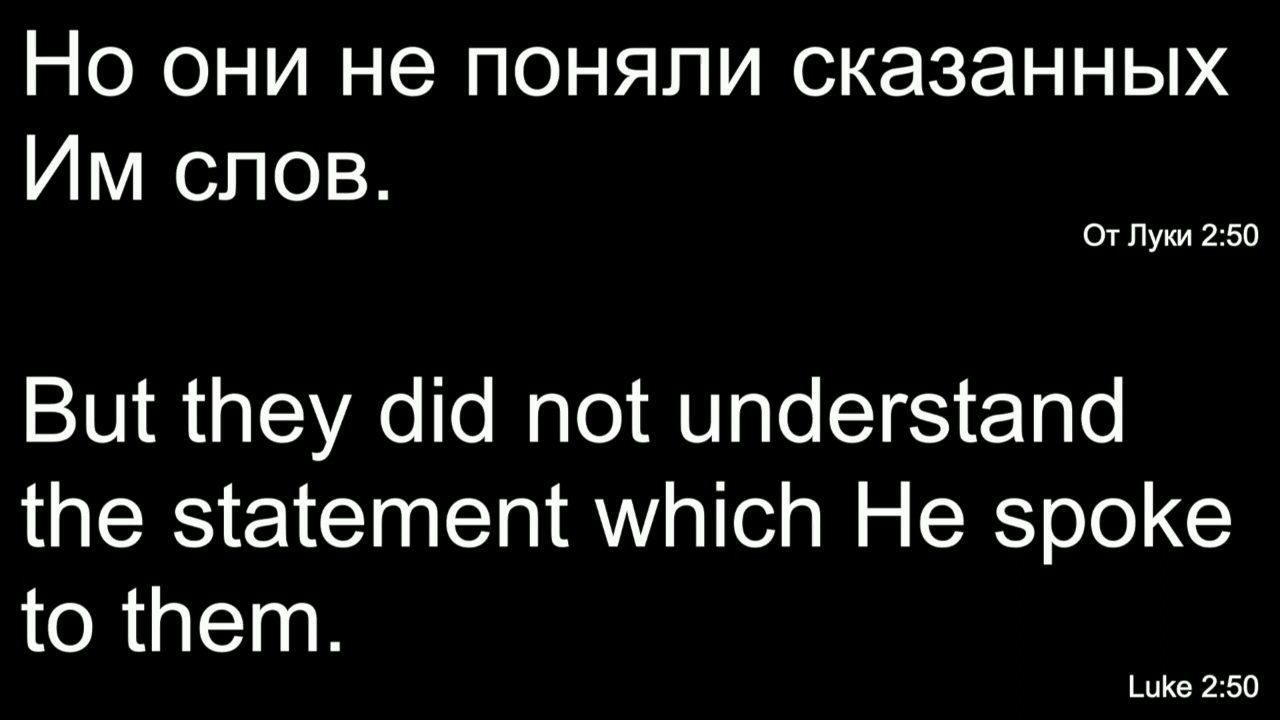 Но они не поняли сказанных
Им слов.
От Луки 2:50
But they did not understand
the statement which He spoke
to them.
Luke 2:50